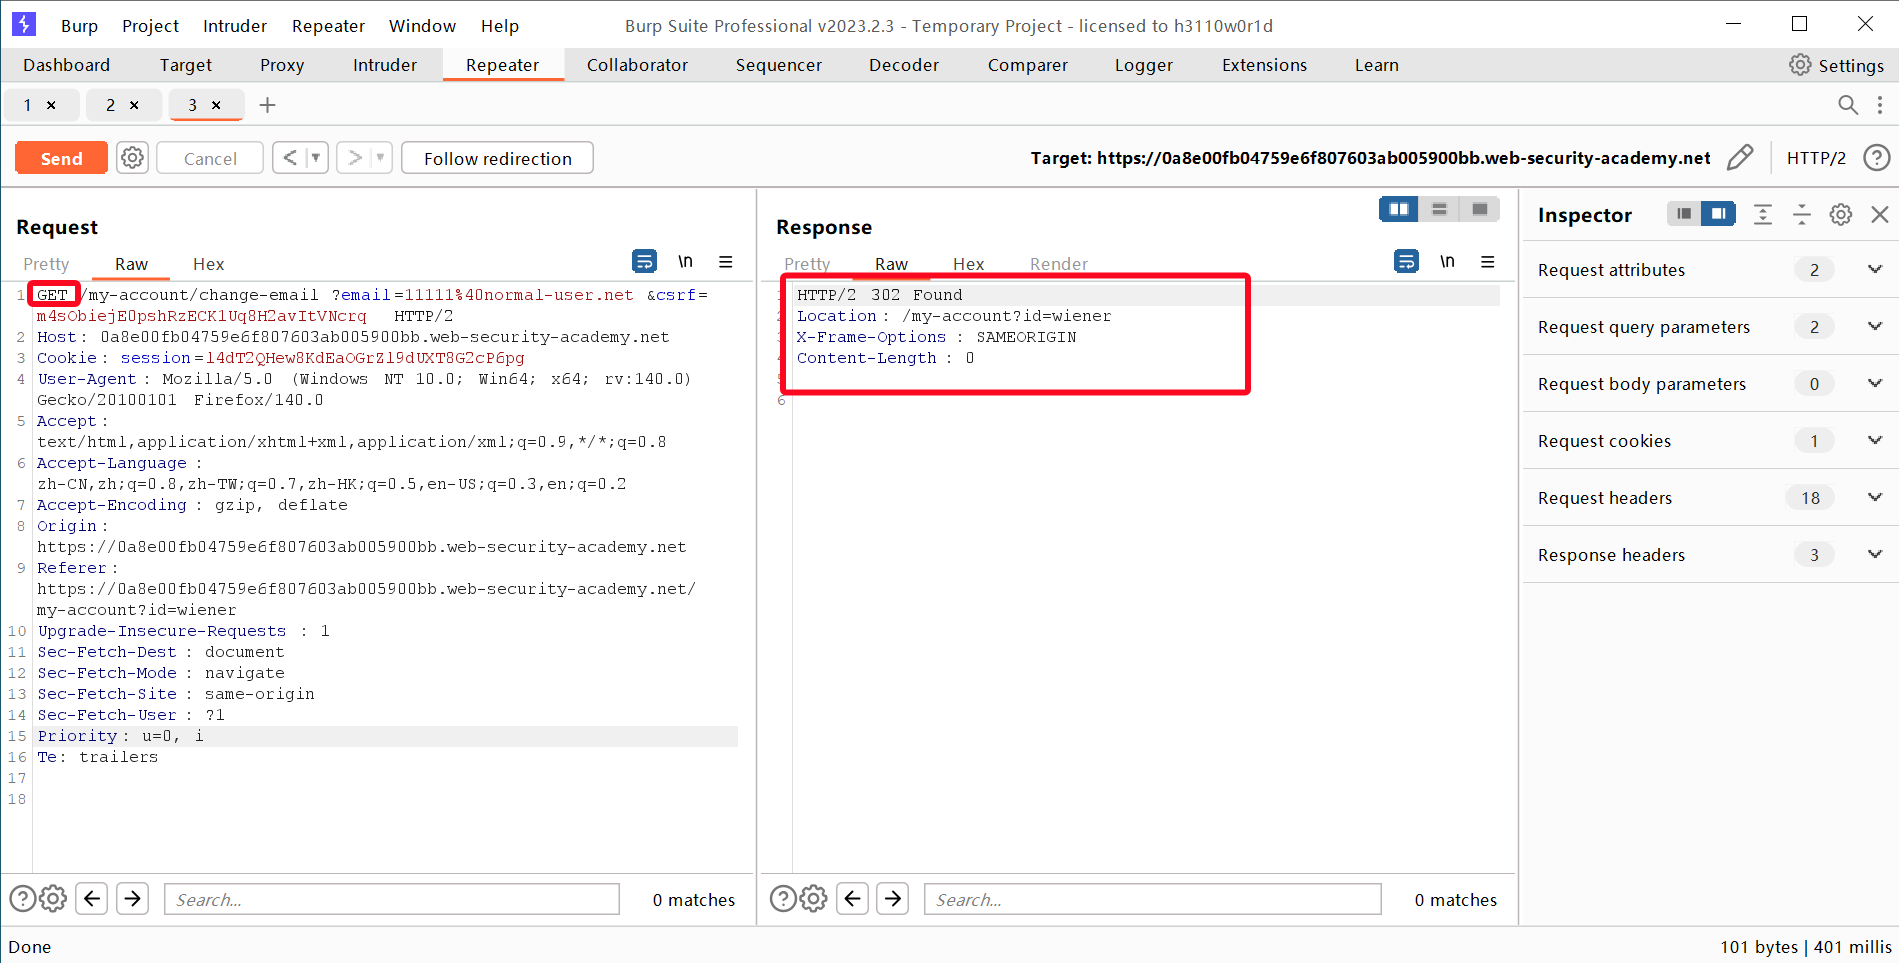 Burp Project Intruder Repeater Window Help Burp Suite Professional v2023.2.3 - Temporary Project - licensed to h3110w0r1d
Dashboard Target Proxy Intruder Repeater Collaborator Sequencer Decoder Comparer Logger Extensions Learn Settings
1 × 2 × 3 × +
Send Cancel < > Follow redirection Target: https://0a8e00fb04759e6f807603ab005900bb.web-security-academy.net HTTP/2
Request
Pretty Raw Hex \n
1 GET /my-account/change-email ?email=11111%40normal-user.net &csrf=
m4sObiejE0pshRzECK1Uq8H2avItVNcrq HTTP/2
2 Host: 0a8e00fb04759e6f807603ab005900bb.web-security-academy.net
3 Cookie: session=l4dT2QHew8KdEaOGrZl9dUXT8G2cP6pg
4 User-Agent: Mozilla/5.0 (Windows NT 10.0; Win64; x64; rv:140.0)
Gecko/20100101 Firefox/140.0
5 Accept:
text/html,application/xhtml+xml,application/xml;q=0.9,*/*;q=0.8
6 Accept-Language :
zh-CN,zh;q=0.8,zh-TW;q=0.7,zh-HK;q=0.5,en-US;q=0.3,en;q=0.2
7 Accept-Encoding : gzip, deflate
8 Origin:
https://0a8e00fb04759e6f807603ab005900bb.web-security-academy.net
9 Referer:
https://0a8e00fb04759e6f807603ab005900bb.web-security-academy.net/
my-account?id=wiener
10 Upgrade-Insecure-Requests : 1
11 Sec-Fetch-Dest : document
12 Sec-Fetch-Mode : navigate
13 Sec-Fetch-Site : same-origin
14 Sec-Fetch-User : ?1
15 Priority: u=0, i
16 Te: trailers
17
18
Search... 0 matches
Response
Pretty Raw Hex Render \n
HTTP/2 302 Found
Location: /my-account?id=wiener
X-Frame-Options : SAMEORIGIN
Content-Length : 0
6
Search... 0 matches
Inspector
Request attributes 2
Request query parameters 2
Request body parameters 0
Request cookies 1
Request headers 18
Response headers 3
Done 101 bytes | 401 millis